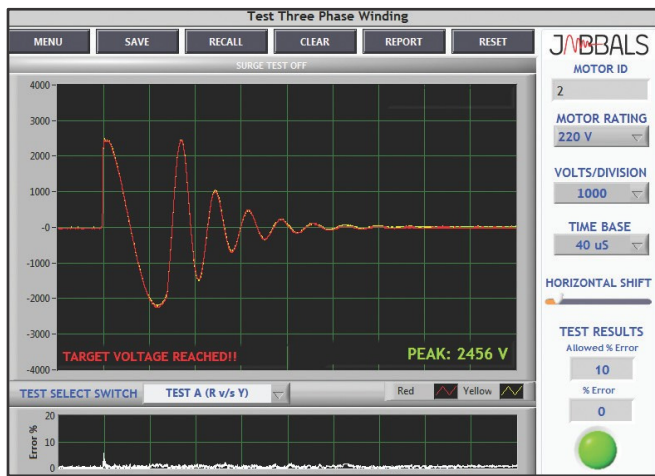 Test Three Phase Winding
MENU SAVE RECALL CLEAR REPORT RESET
SURGE TEST OFF
JABBALS
MOTOR ID
2
MOTOR RATING
220 V
VOLTS/DIVISION
1000
TIME BASE
40 uS
HORIZONTAL SHIFT
TEST RESULTS
Allowed % Error
10
% Error
0
4000
3000
2000
1000
-0
-1000
-2000
-3000
-4000
TARGET VOLTAGE REACHED!!
PEAK: 2456 V
TEST SELECT SWITCH TEST A (R v/s Y) Red Yellow
Error %
20
10
0